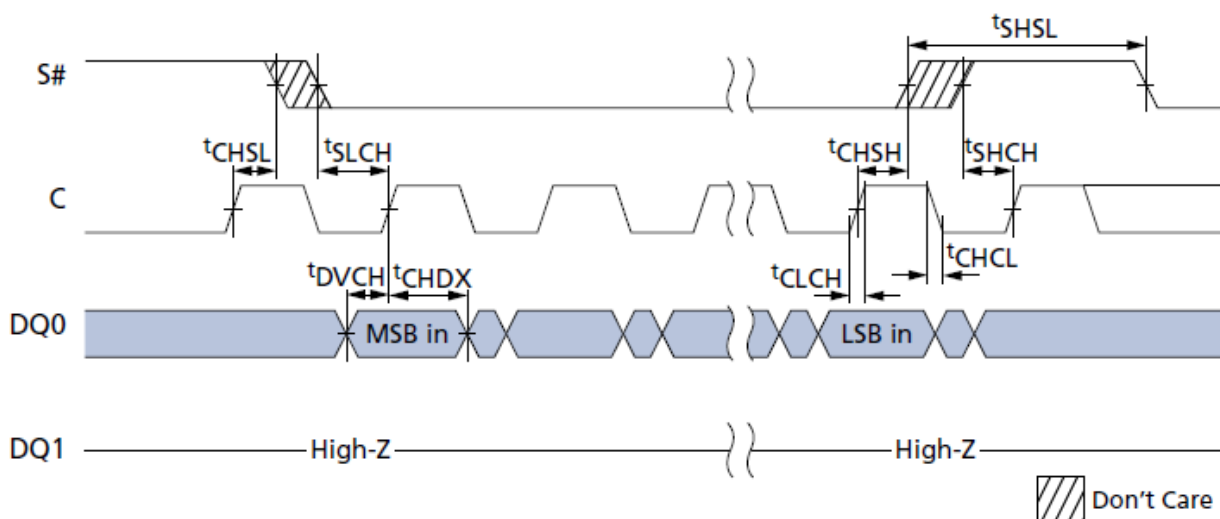 tSHSL
S#
tCHSL
tSLCH
tCHSH
tSHCH
C
tDVCH
tCHDX
tCLCH
tCHCL
DQ0
MSB in
LSB in
DQ1
High-Z
High-Z
Don't Care